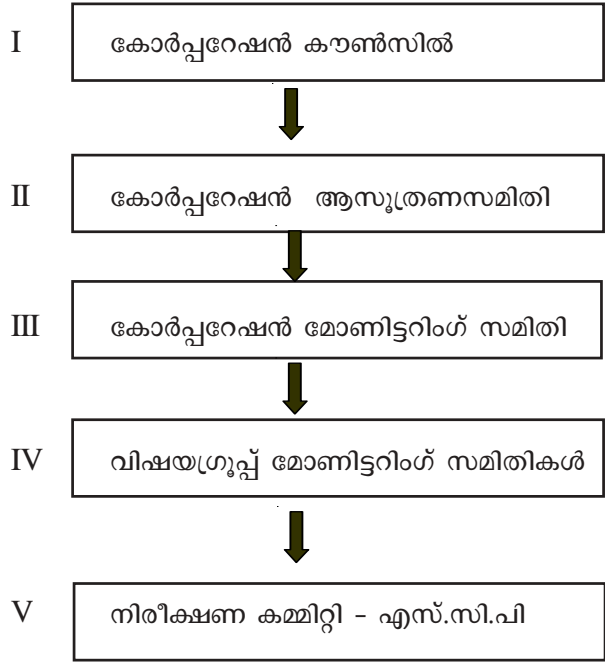 I കോർപ്പറേഷൻ കൗൺസിൽ
II കോർപ്പറേഷൻ ആസൂത്രണസമിതി
III കോർപ്പറേഷൻ മോണിട്ടറിംഗ് സമിതി
IV വിഷയഗ്രൂപ്പ് മോണിട്ടറിംഗ് സമിതികൾ
V നിരീക്ഷണ കമ്മിറ്റി – എസ്.സി.പി